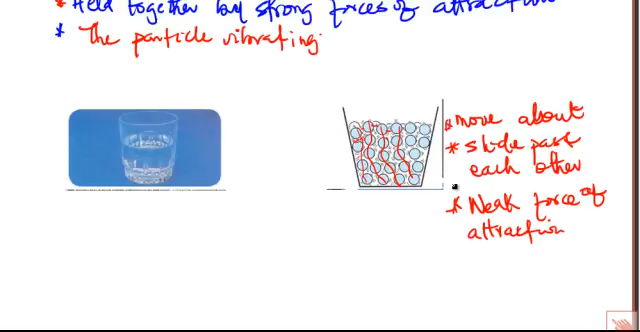 * Held together by strong forces of attraction
* The particle vibrating.
* move about
* slide past
each other
* Weak force of
attraction